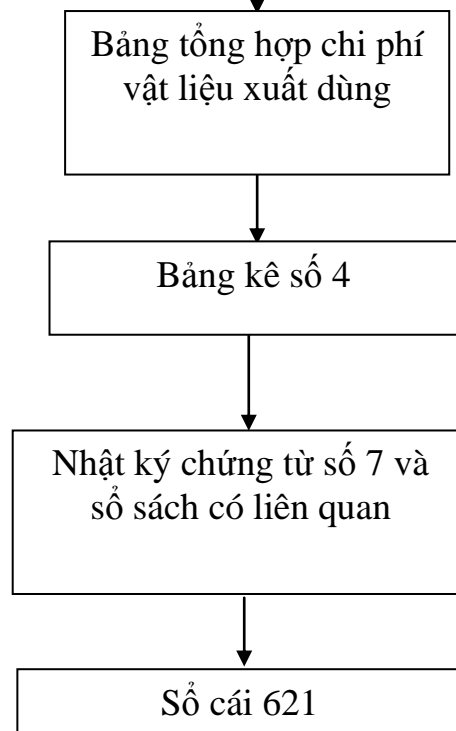 Bảng tổng hợp chi phí
vật liệu xuất dùng
Bảng kê số 4
Nhật ký chứng từ số 7 và
sổ sách có liên quan
Sổ cái 621